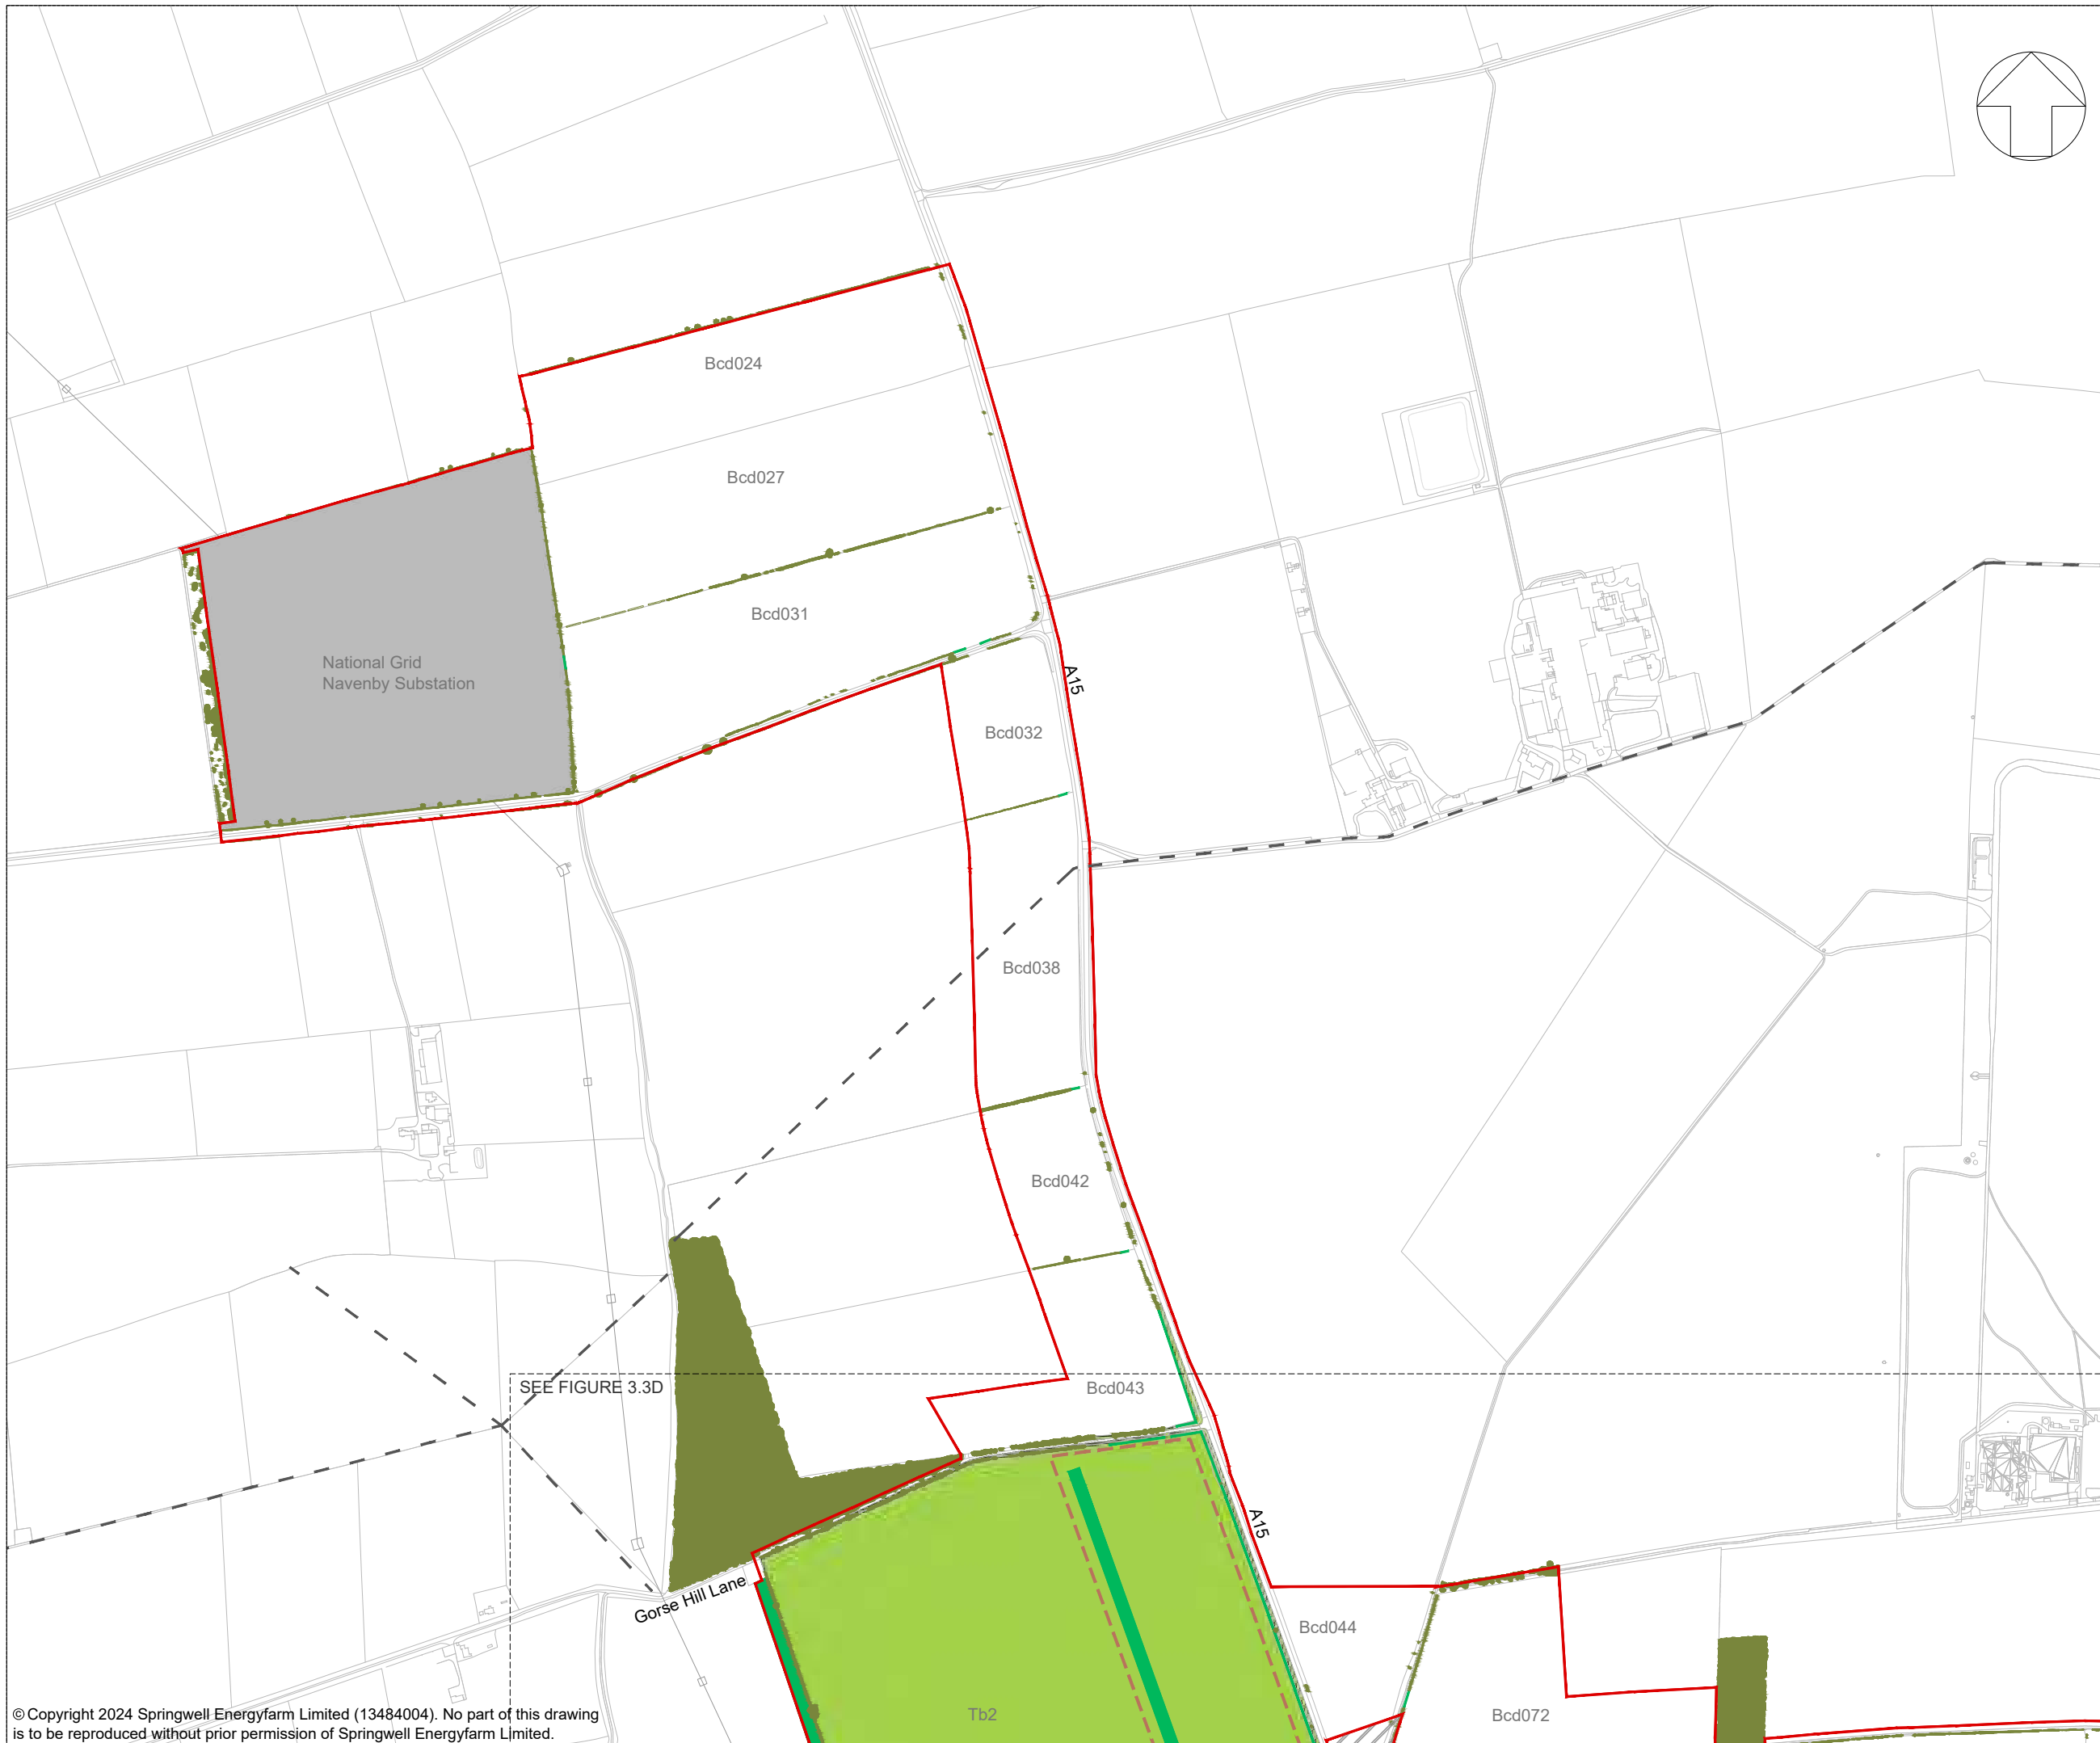 Bcd024
Bcd027
Bcd031
National Grid
Navenby Substation
A15
Bcd032
Bcd038
Bcd042
SEE FIGURE 3.3D
Bcd043
A15
Gorse Hill Lane
Bcd044
Tb2
Bcd072
© Copyright 2024 Springwell Energyfarm Limited (13484004). No part of this drawing
is to be reproduced without prior permission of Springwell Energyfarm Limited.